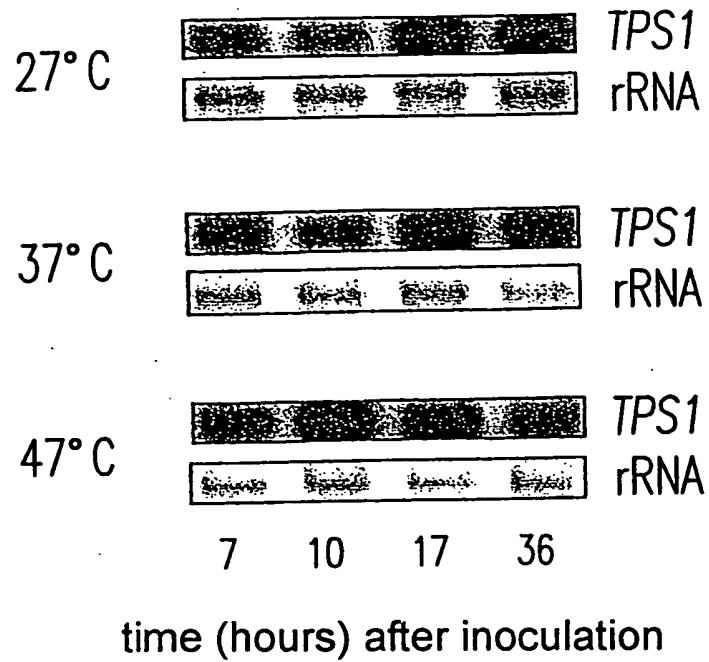 TPS1
27° C
rRNA
TPS1
37° C
rRNA
TPS1
47° C
rRNA
7 10 17 36
time (hours) after inoculation